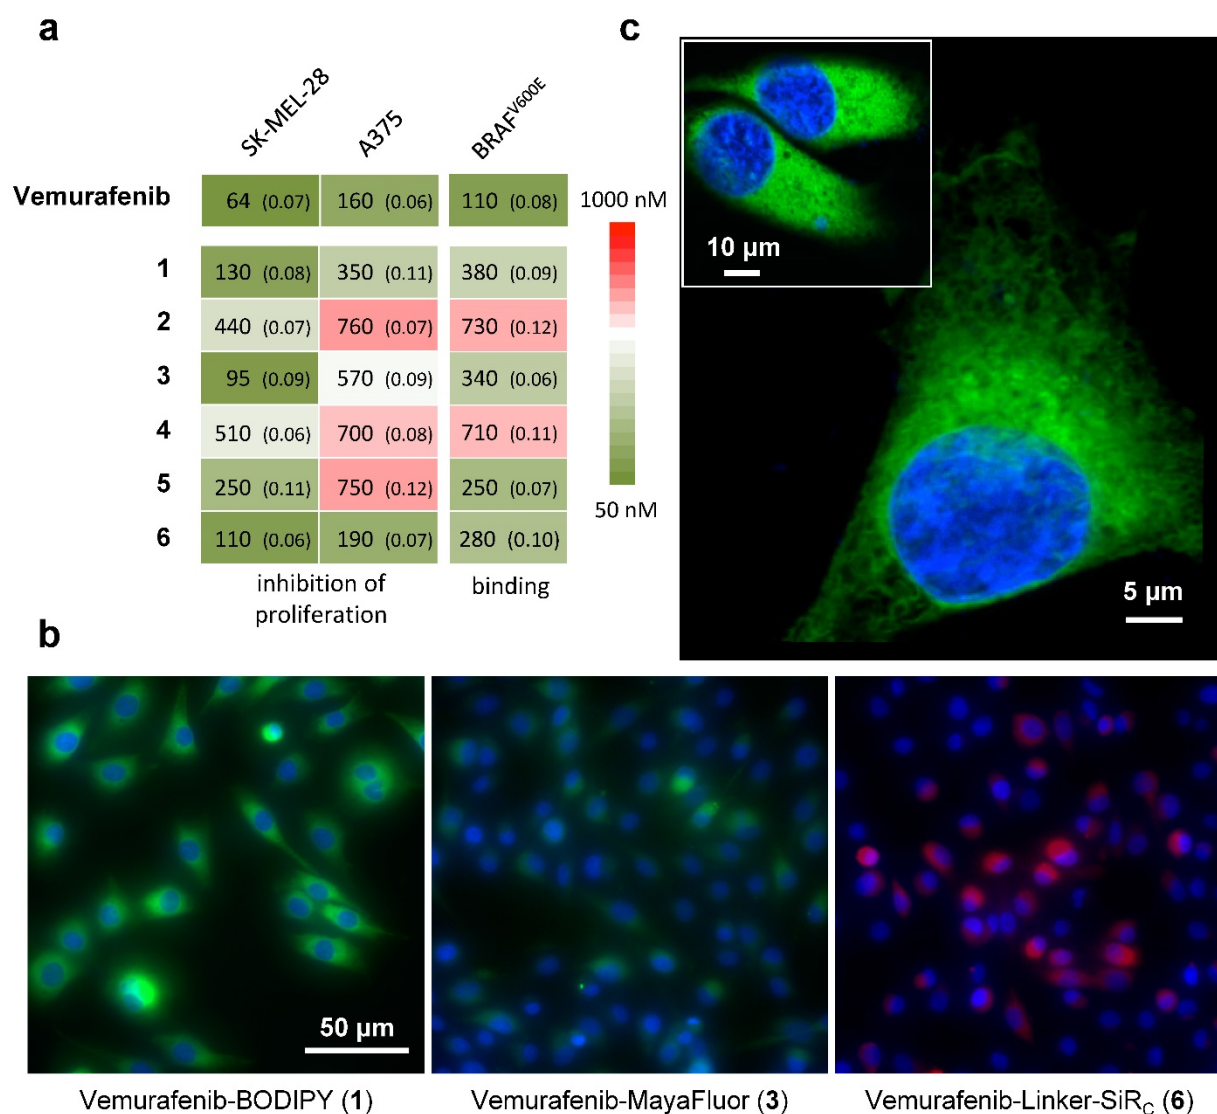 a
SK-MEL-28 A375 BRAFV600E
Vemurafenib 64 (0.07) 160 (0.06) 110 (0.08)
1 130 (0.08) 350 (0.11) 380 (0.09)
2 440 (0.07) 760 (0.07) 730 (0.12)
3 95 (0.09) 570 (0.09) 340 (0.06)
4 510 (0.06) 700 (0.08) 710 (0.11)
5 250 (0.11) 750 (0.12) 250 (0.07)
6 110 (0.06) 190 (0.07) 280 (0.10)
inhibition of
proliferation
binding
1000 nM
50 nM
c
10 µm
5 µm
b
50 µm
Vemurafenib-BODIPY (1)
Vemurafenib-MayaFluor (3)
Vemurafenib-Linker-SiRC (6)